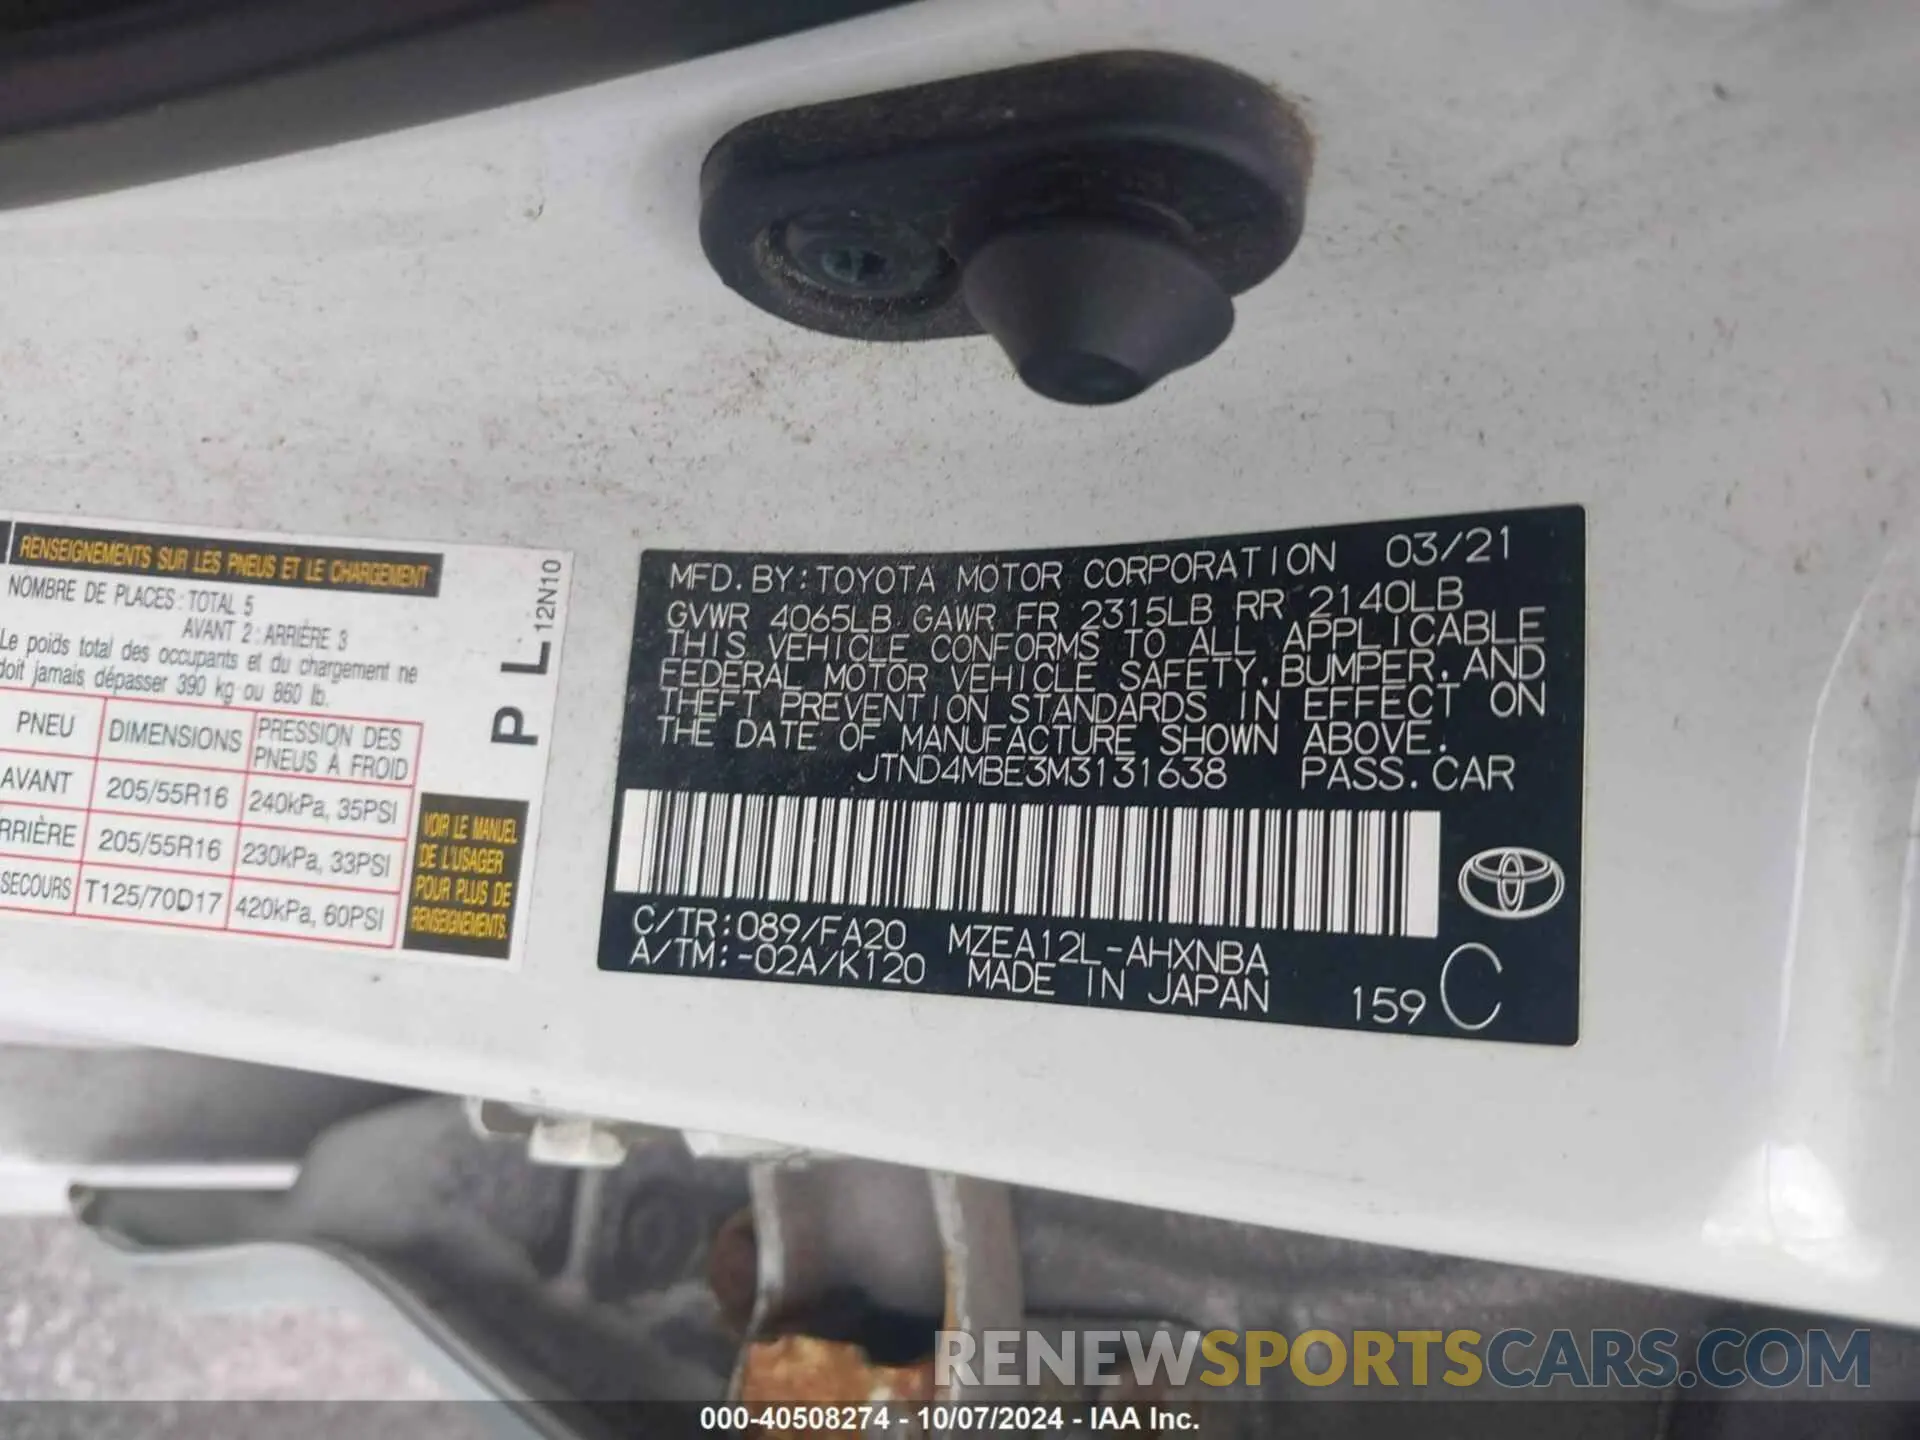 RENSEIGNEMENTS SUR LES PNEUS ET LE CHARGEMENT
NOMBRE DE PLACES : TOTAL 5
AVANT 2 : ARRIÈRE 3
Le poids total des occupants et du chargement ne
doit jamais dépasser 390 kg ou 860 lb.
PNEU DIMENSIONS PRESSION DES PNEUS À FROID
AVANT 205/55R16 240kPa, 35PSI
RRIÈRE 205/55R16 230kPa, 33PSI
SECOURS T125/70D17 420kPa, 60PSI
VOIR LE MANUEL
DE L'USAGER
POUR PLUS DE
RENSEIGNEMENTS.
P L 12N10
MFD. BY: TOYOTA MOTOR CORPORATION 03/21
GVWR 4065LB GAWR FR 2315LB RR 2140LB
THIS VEHICLE CONFORMS TO ALL APPLICABLE
FEDERAL MOTOR VEHICLE SAFETY, BUMPER, AND
THEFT PREVENTION STANDARDS IN EFFECT ON
THE DATE OF MANUFACTURE SHOWN ABOVE.
JTND4MBE3M3131638 PASS.CAR
C/TR:089/FA20 MZEA12L-AHXNBA
A/TM:-02A/K120 MADE IN JAPAN 159 C
RENEWSPORTSCARS.COM
000-40508274 - 10/07/2024 - IAA Inc.